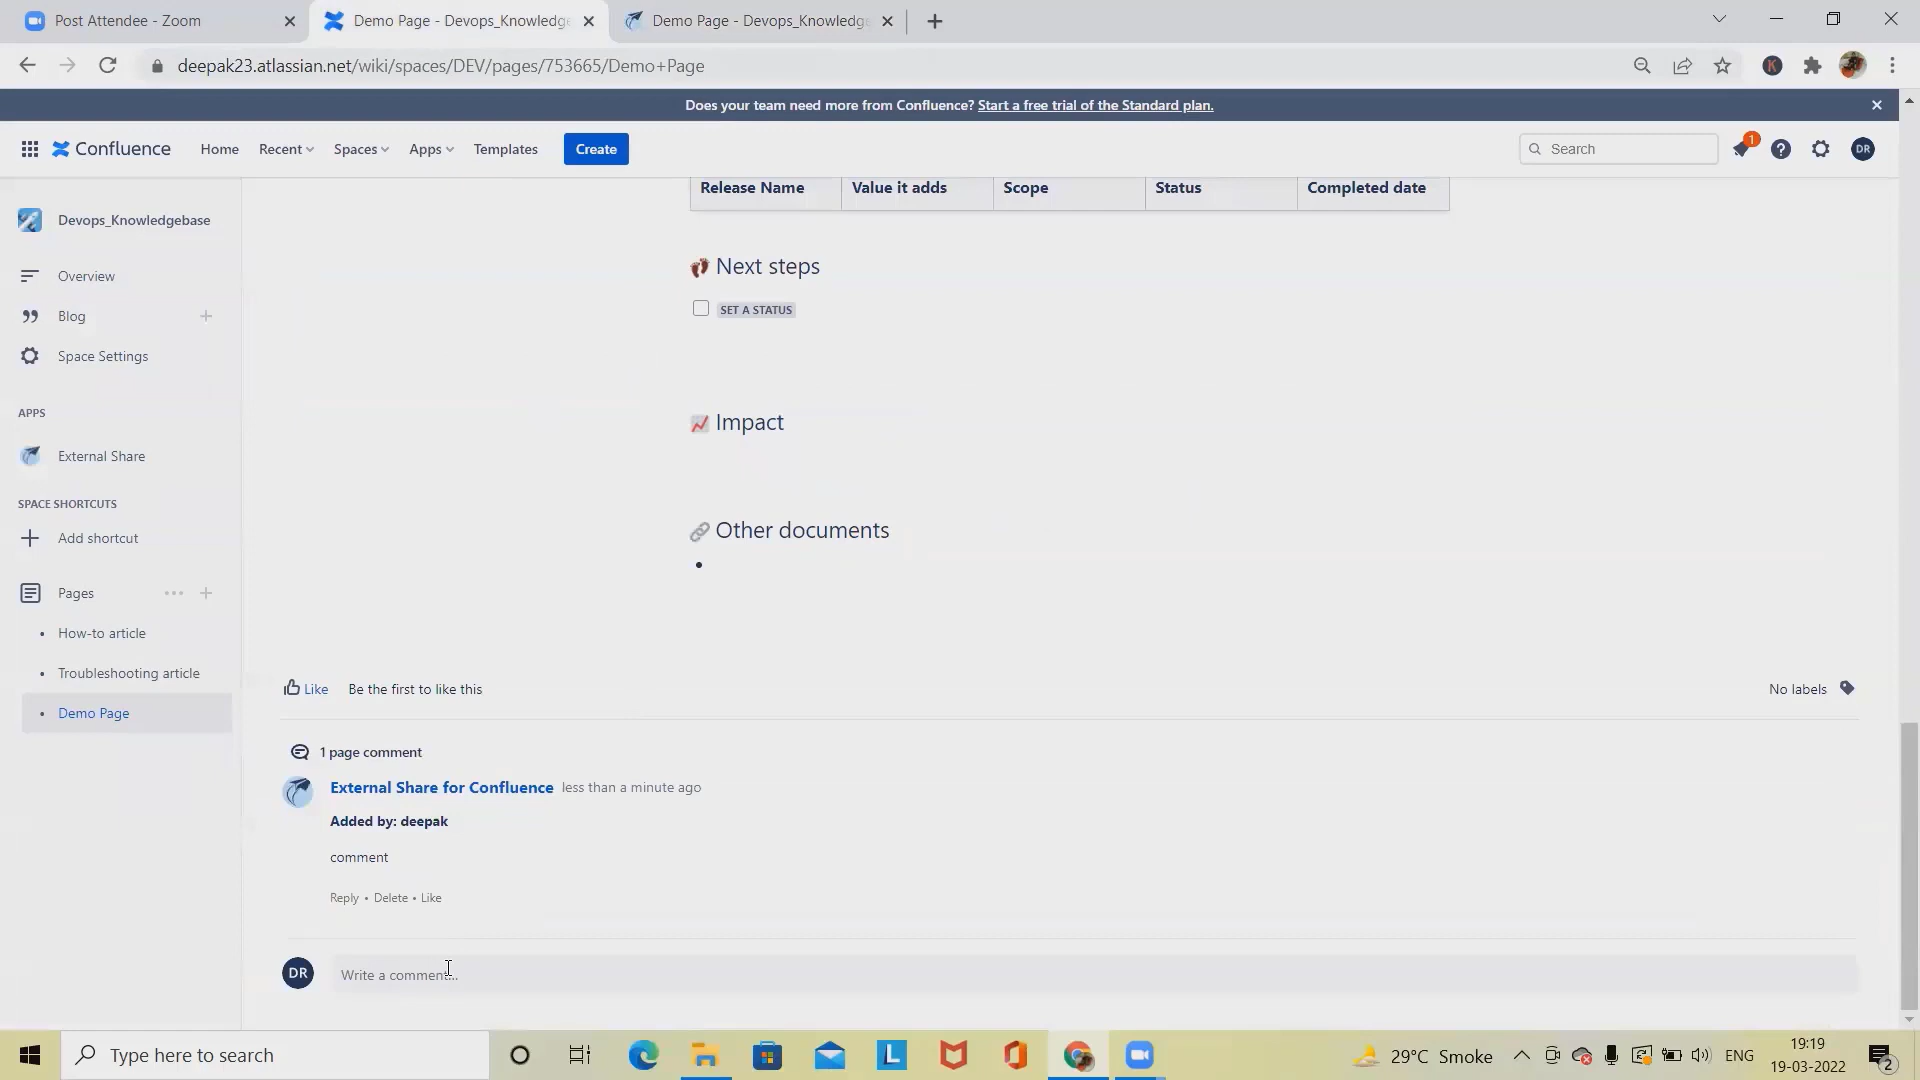 Post Attendee - Zoom
Demo Page - Devops_Knowledge
Demo Page - Devops_Knowledg
deepak23.atlassian.net/wiki/spaces/DEV/pages/753665/Demo+Page
K
Does your team need more from Confluence? Start a free trial of the Standard plan.
Confluence
Home
Recent
Spaces
Apps
Templates
Create
Search
1
DR
Release Name
Value it adds
Scope
Status
Completed date
Devops_Knowledgebase
Overview
Blog
Space Settings
APPS
External Share
SPACE SHORTCUTS
Add shortcut
Pages
• How-to article
• Troubleshooting article
• Demo Page
Next steps
SET A STATUS
Impact
Other documents
•
Like
Be the first to like this
No labels
1 page comment
External Share for Confluence less than a minute ago
Added by: deepak
comment
Reply • Delete • Like
DR
Write a comment...
Type here to search
L
29°C Smoke
ENG
19:19
19-03-2022
2